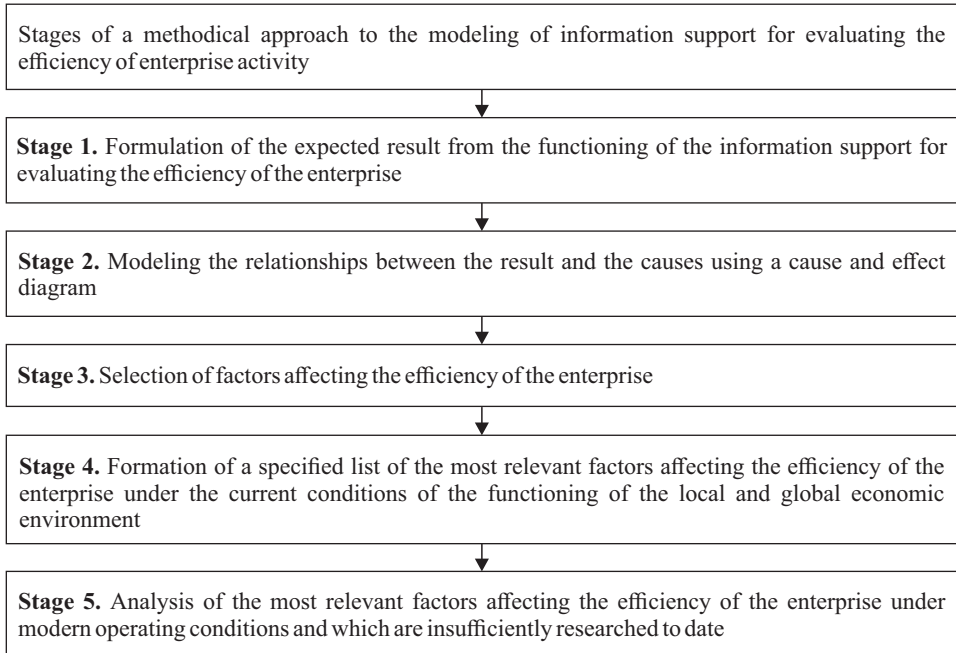 Stages of a methodical approach to the modeling of information support for evaluating the
efficiency of enterprise activity
Stage 1. Formulation of the expected result from the functioning of the information support for
evaluating the efficiency of the enterprise
Stage 2. Modeling the relationships between the result and the causes using a cause and effect
diagram
Stage 3. Selection of factors affecting the efficiency of the enterprise
Stage 4. Formation of a specified list of the most relevant factors affecting the efficiency of the
enterprise under the current conditions of the functioning of the local and global economic
environment
Stage 5. Analysis of the most relevant factors affecting the efficiency of the enterprise under
modern operating conditions and which are insufficiently researched to date